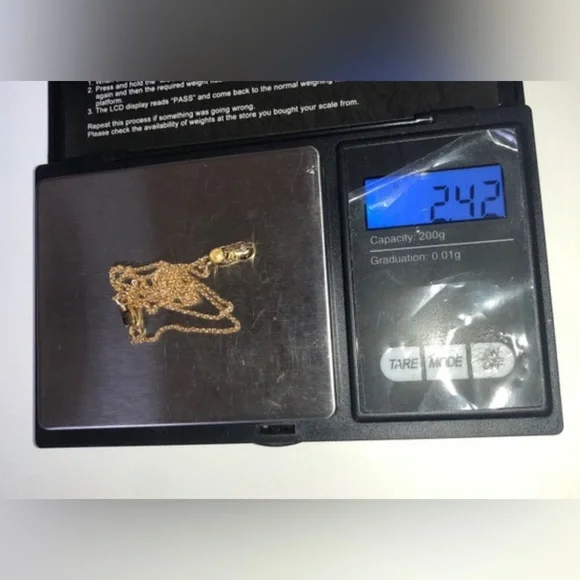 2. Press and hold the
again and then the required weight
platform.
3. The LCD display reads "PASS" and come back to the normal weighing
Repeat this process if something was going wrong.
Please check the availability of weights at the store you bought your scale from.
2.42
Capacity: 200g
Graduation: 0.01g
TARE MODE ON OFF